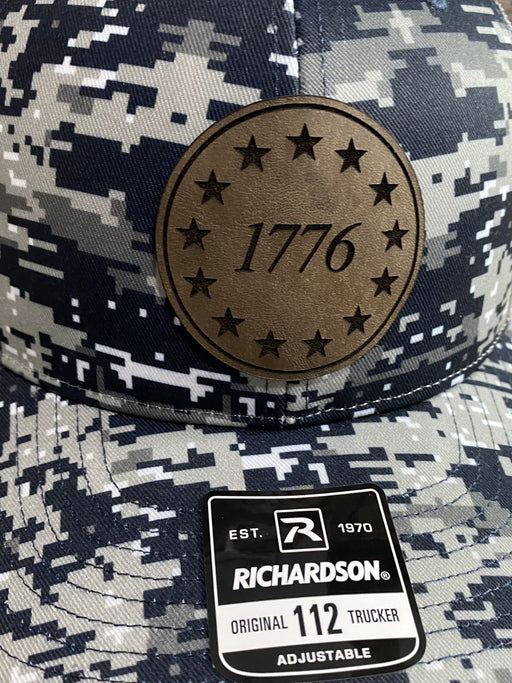 1776
EST. R 1970
RICHARDSON®
ORIGINAL 112 TRUCKER
ADJUSTABLE